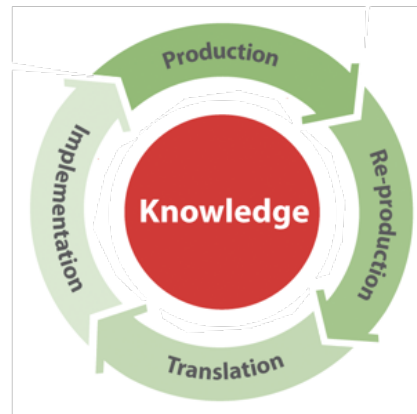 Production
Re-production
Translation
Implementation
Knowledge